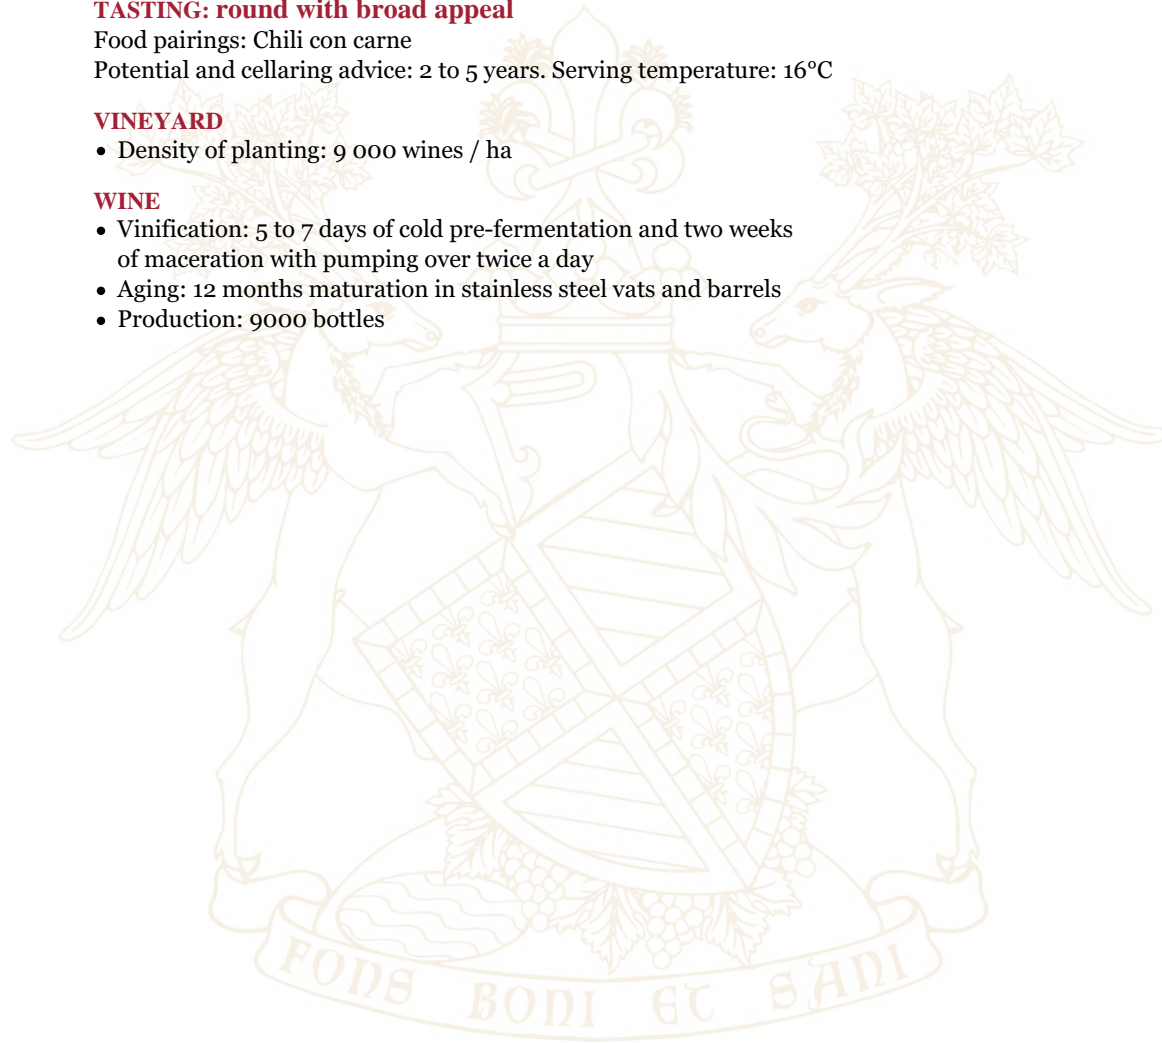 TASTING: round with broad appeal
Food pairings: Chili con carne
Potential and cellaring advice: 2 to 5 years. Serving temperature: 16°C
VINEYARD
• Density of planting: 9 000 wines / ha
WINE
• Vinification: 5 to 7 days of cold pre-fermentation and two weeks
of maceration with pumping over twice a day
• Aging: 12 months maturation in stainless steel vats and barrels
• Production: 9000 bottles
FONS BONI ET SANI